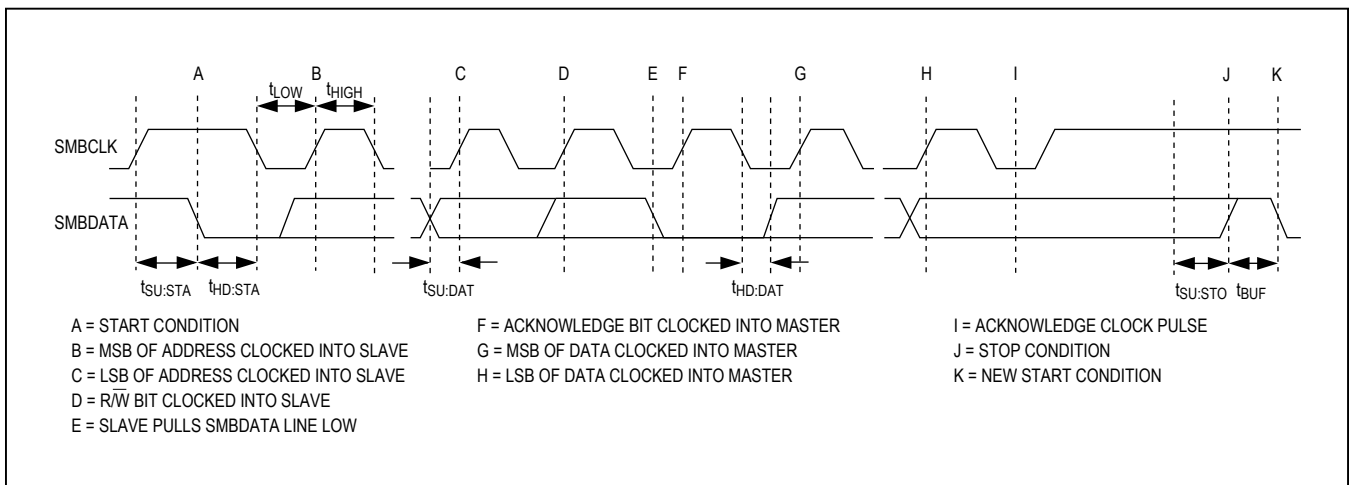 A B C D E F G H I J K
tLOW tHIGH
SMBCLK
SMBDATA
tSU:STA tHD:STA tSU:DAT tHD:DAT tSU:STO tBUF
A = START CONDITION
B = MSB OF ADDRESS CLOCKED INTO SLAVE
C = LSB OF ADDRESS CLOCKED INTO SLAVE
D = R/W̅ BIT CLOCKED INTO SLAVE
E = SLAVE PULLS SMBDATA LINE LOW
F = ACKNOWLEDGE BIT CLOCKED INTO MASTER
G = MSB OF DATA CLOCKED INTO MASTER
H = LSB OF DATA CLOCKED INTO MASTER
I = ACKNOWLEDGE CLOCK PULSE
J = STOP CONDITION
K = NEW START CONDITION